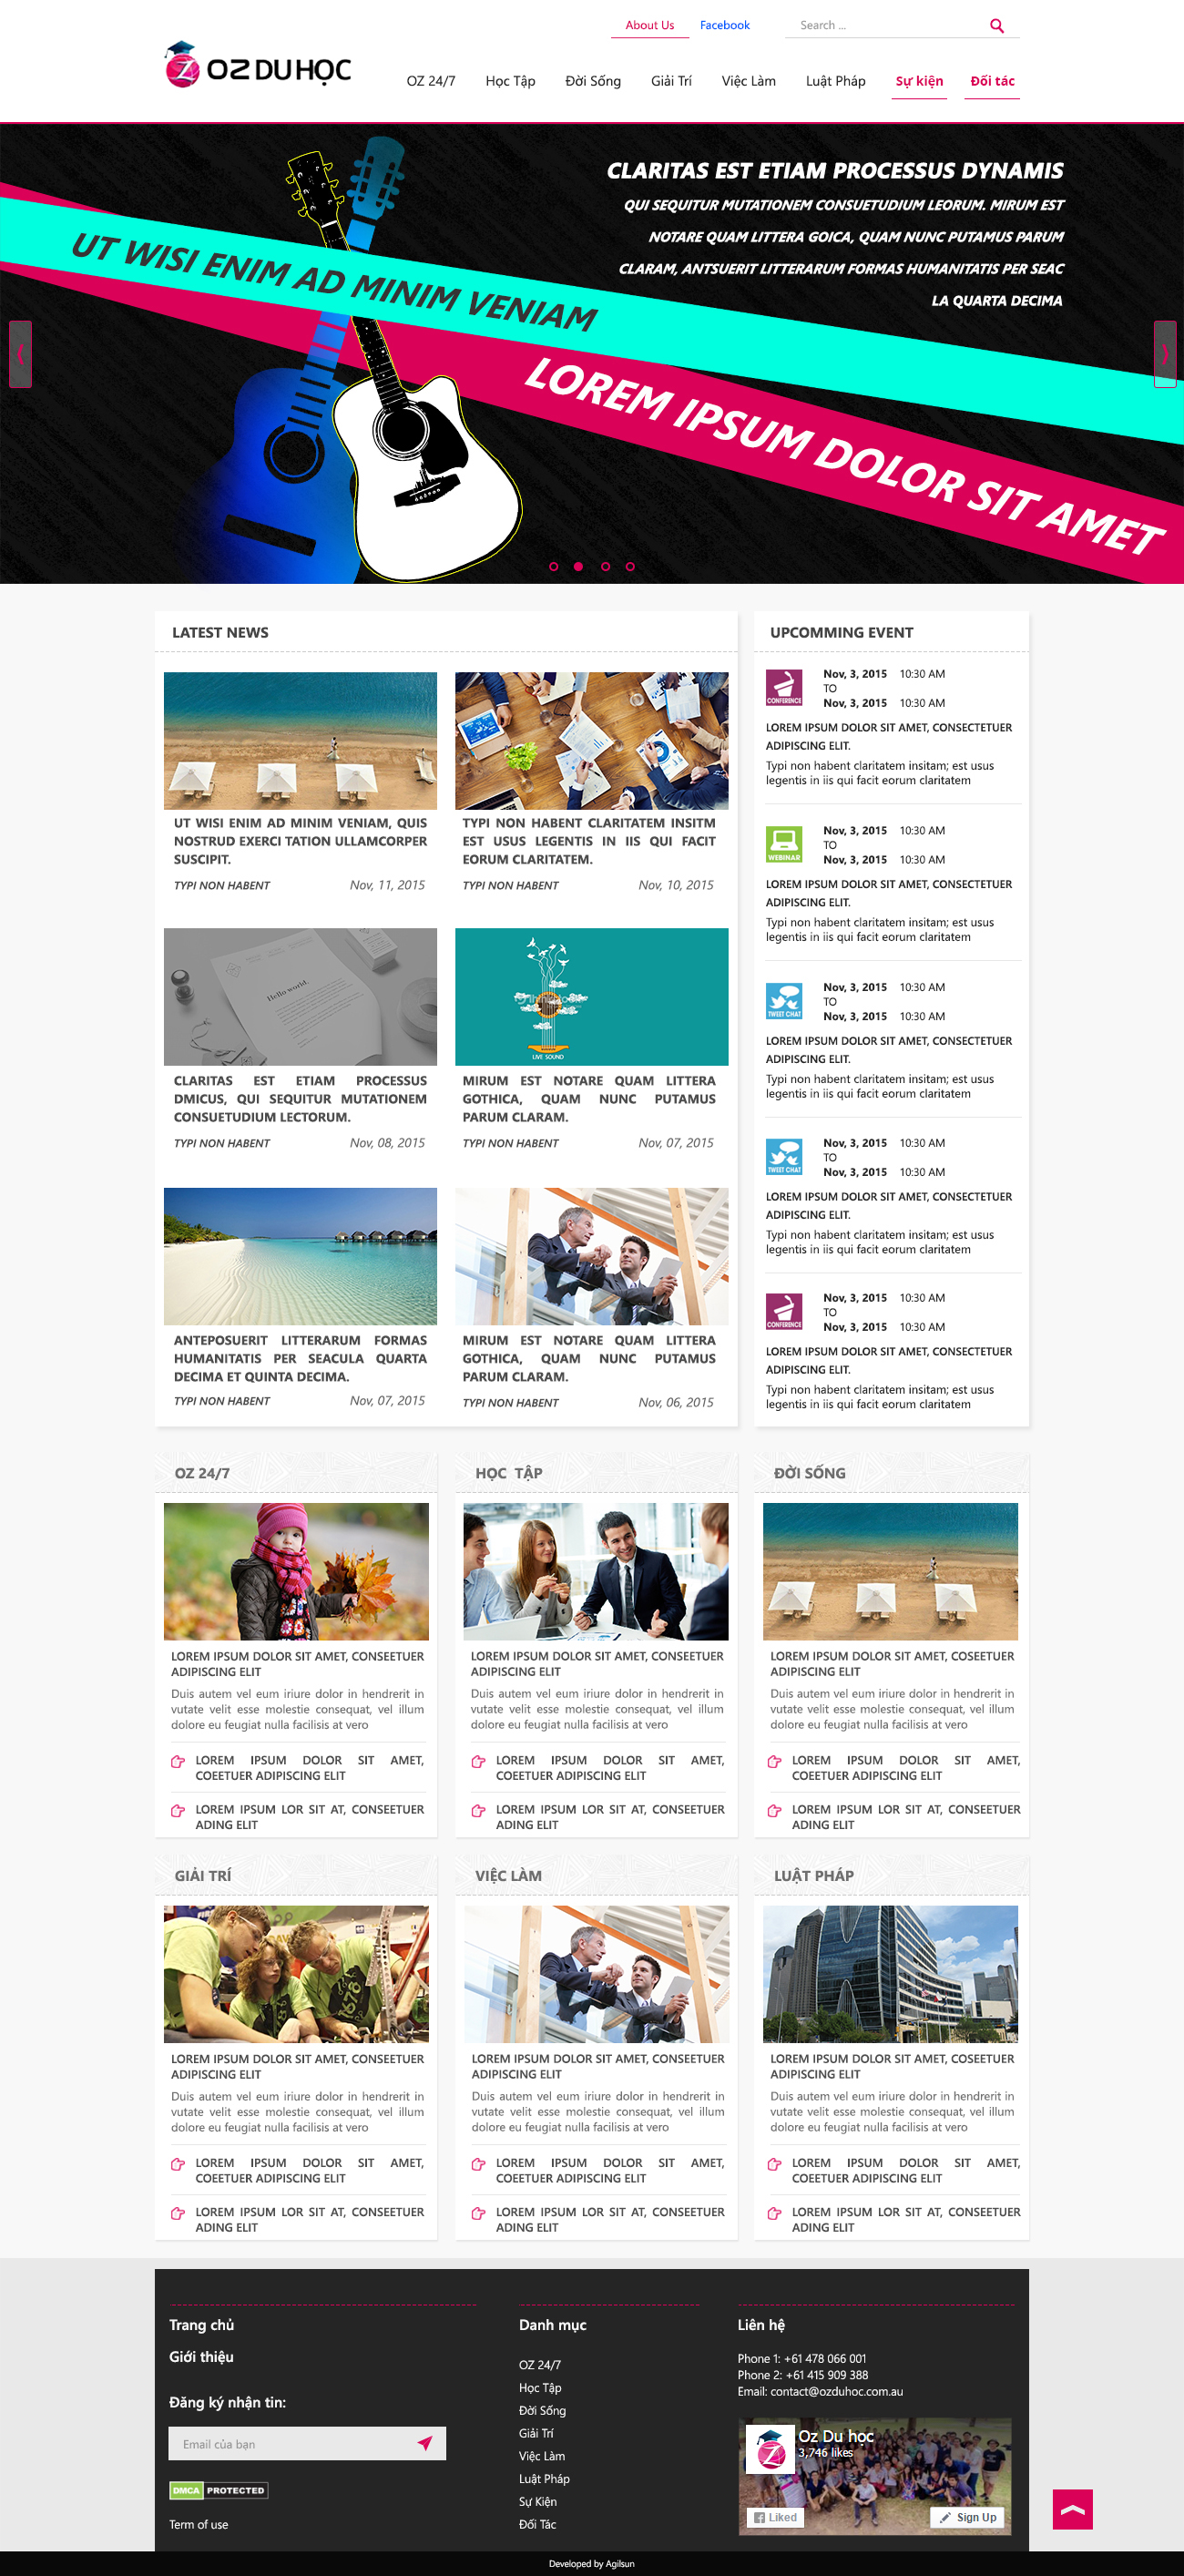 About Us Facebook Search ...
OZ DU HỌC
OZ 24/7 Học Tập Đời Sống Giải Trí Việc Làm Luật Pháp Sự kiện Đối tác
CLARITAS EST ETIAM PROCESSUS DYNAMIS
QUI SEQUITUR MUTATIONEM CONSUETUDIUM LEORUM. MIRUM EST
NOTARE QUAM LITTERA GOICA, QUAM NUNC PUTAMUS PARUM
CLARAM, ANTSUERIT LITTERARUM FORMAS HUMANITATIS PER SEAC
LA QUARTA DECIMA
UT WISI ENIM AD MINIM VENIAM
LOREM IPSUM DOLOR SIT AMET
LATEST NEWS
UT WISI ENIM AD MINIM VENIAM, QUIS
NOSTRUD EXERCI TATION ULLAMCORPER
SUSCIPIT.
TYPI NON HABENT Nov, 11, 2015
TYPI NON HABENT CLARITATEM INSITM
EST USUS LEGENTIS IN IIS QUI FACIT
EORUM CLARITATEM.
TYPI NON HABENT Nov, 10, 2015
Hello world.
CLARITAS EST ETIAM PROCESSUS
DMICUS, QUI SEQUITUR MUTATIONEM
CONSUETUDIUM LECTORUM.
TYPI NON HABENT Nov, 08, 2015
LIVE SOUND
MIRUM EST NOTARE QUAM LITTERA
GOTHICA, QUAM NUNC PUTAMUS
PARUM CLARAM.
TYPI NON HABENT Nov, 07, 2015
ANTEPOSUERIT LITTERARUM FORMAS
HUMANITATIS PER SEACULA QUARTA
DECIMA ET QUINTA DECIMA.
TYPI NON HABENT Nov, 07, 2015
MIRUM EST NOTARE QUAM LITTERA
GOTHICA, QUAM NUNC PUTAMUS
PARUM CLARAM.
TYPI NON HABENT Nov, 06, 2015
UPCOMMING EVENT
CONFERENCE
Nov, 3, 2015 10:30 AM
TO
Nov, 3, 2015 10:30 AM
LOREM IPSUM DOLOR SIT AMET, CONSECTETUER
ADIPISCING ELIT.
Typi non habent claritatem insitam; est usus
legentis in iis qui facit eorum claritatem
WEBINAR
Nov, 3, 2015 10:30 AM
TO
Nov, 3, 2015 10:30 AM
LOREM IPSUM DOLOR SIT AMET, CONSECTETUER
ADIPISCING ELIT.
Typi non habent claritatem insitam; est usus
legentis in iis qui facit eorum claritatem
TWEET CHAT
Nov, 3, 2015 10:30 AM
TO
Nov, 3, 2015 10:30 AM
LOREM IPSUM DOLOR SIT AMET, CONSECTETUER
ADIPISCING ELIT.
Typi non habent claritatem insitam; est usus
legentis in iis qui facit eorum claritatem
TWEET CHAT
Nov, 3, 2015 10:30 AM
TO
Nov, 3, 2015 10:30 AM
LOREM IPSUM DOLOR SIT AMET, CONSECTETUER
ADIPISCING ELIT.
Typi non habent claritatem insitam; est usus
legentis in iis qui facit eorum claritatem
CONFERENCE
Nov, 3, 2015 10:30 AM
TO
Nov, 3, 2015 10:30 AM
LOREM IPSUM DOLOR SIT AMET, CONSECTETUER
ADIPISCING ELIT.
Typi non habent claritatem insitam; est usus
legentis in iis qui facit eorum claritatem
OZ 24/7
LOREM IPSUM DOLOR SIT AMET, CONSEETUER
ADIPISCING ELIT
Duis autem vel eum iriure dolor in hendrerit in
vutate velit esse molestie consequat, vel illum
dolore eu feugiat nulla facilisis at vero
LOREM IPSUM DOLOR SIT AMET,
COEETUER ADIPISCING ELIT
LOREM IPSUM LOR SIT AT, CONSEETUER
ADING ELIT
HỌC TẬP
LOREM IPSUM DOLOR SIT AMET, CONSEETUER
ADIPISCING ELIT
Duis autem vel eum iriure dolor in hendrerit in
vutate velit esse molestie consequat, vel illum
dolore eu feugiat nulla facilisis at vero
LOREM IPSUM DOLOR SIT AMET,
COEETUER ADIPISCING ELIT
LOREM IPSUM LOR SIT AT, CONSEETUER
ADING ELIT
ĐỜI SỐNG
LOREM IPSUM DOLOR SIT AMET, COSEETUER
ADIPISCING ELIT
Duis autem vel eum iriure dolor in hendrerit in
vutate velit esse molestie consequat, vel illum
dolore eu feugiat nulla facilisis at vero
LOREM IPSUM DOLOR SIT AMET,
COEETUER ADIPISCING ELIT
LOREM IPSUM LOR SIT AT, CONSEETUER
ADING ELIT
GIẢI TRÍ
LOREM IPSUM DOLOR SIT AMET, CONSEETUER
ADIPISCING ELIT
Duis autem vel eum iriure dolor in hendrerit in
vutate velit esse molestie consequat, vel illum
dolore eu feugiat nulla facilisis at vero
LOREM IPSUM DOLOR SIT AMET,
COEETUER ADIPISCING ELIT
LOREM IPSUM LOR SIT AT, CONSEETUER
ADING ELIT
VIỆC LÀM
LOREM IPSUM DOLOR SIT AMET, CONSEETUER
ADIPISCING ELIT
Duis autem vel eum iriure dolor in hendrerit in
vutate velit esse molestie consequat, vel illum
dolore eu feugiat nulla facilisis at vero
LOREM IPSUM DOLOR SIT AMET,
COEETUER ADIPISCING ELIT
LOREM IPSUM LOR SIT AT, CONSEETUER
ADING ELIT
LUẬT PHÁP
LOREM IPSUM DOLOR SIT AMET, COSEETUER
ADIPISCING ELIT
Duis autem vel eum iriure dolor in hendrerit in
vutate velit esse molestie consequat, vel illum
dolore eu feugiat nulla facilisis at vero
LOREM IPSUM DOLOR SIT AMET,
COEETUER ADIPISCING ELIT
LOREM IPSUM LOR SIT AT, CONSEETUER
ADING ELIT
Trang chủ
Giới thiệu
Đăng ký nhận tin:
Email của bạn
DMCA PROTECTED
Term of use
Danh mục
OZ 24/7
Học Tập
Đời Sống
Giải Trí
Việc Làm
Luật Pháp
Sự Kiện
Đối Tác
Liên hệ
Phone 1: +61 478 066 001
Phone 2: +61 415 909 388
Email: contact@ozduhoc.com.au
Oz Du học
3,746 likes
Liked Sign Up
Developed by Agilsun